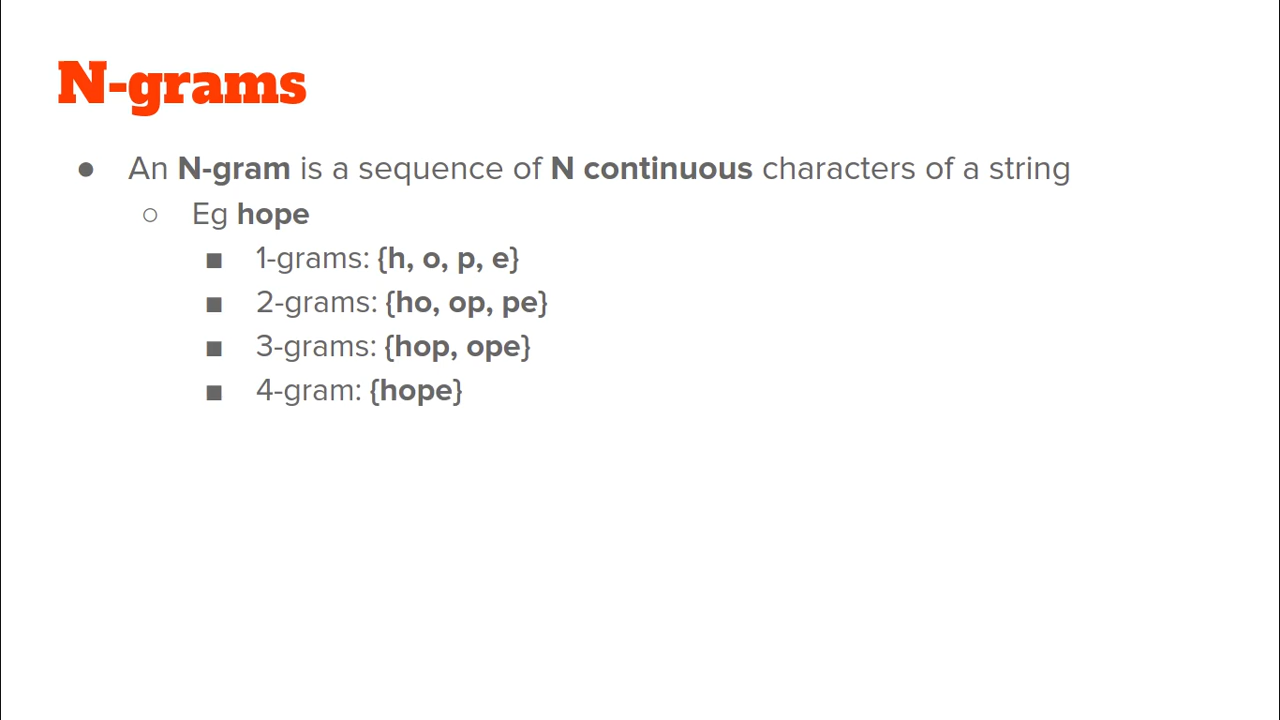 N-grams
● An N-gram is a sequence of N continuous characters of a string
○ Eg hope
■ 1-grams: {h, o, p, e}
■ 2-grams: {ho, op, pe}
■ 3-grams: {hop, ope}
■ 4-gram: {hope}